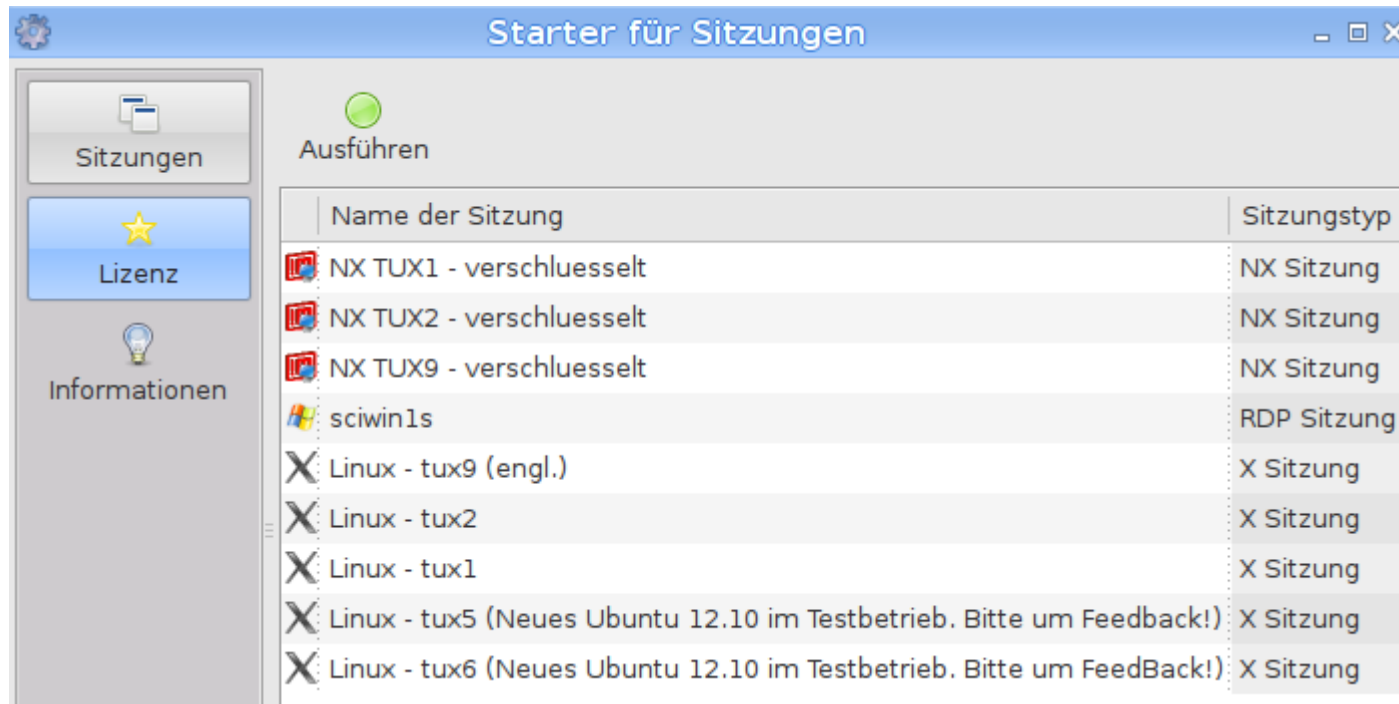 Starter für Sitzungen
Sitzungen
Lizenz
Informationen
Ausführen
Name der Sitzung Sitzungstyp
NX TUX1 - verschluesselt NX Sitzung
NX TUX2 - verschluesselt NX Sitzung
NX TUX9 - verschluesselt NX Sitzung
sciwin1s RDP Sitzung
Linux - tux9 (engl.) X Sitzung
Linux - tux2 X Sitzung
Linux - tux1 X Sitzung
Linux - tux5 (Neues Ubuntu 12.10 im Testbetrieb. Bitte um Feedback!) X Sitzung
Linux - tux6 (Neues Ubuntu 12.10 im Testbetrieb. Bitte um FeedBack!) X Sitzung